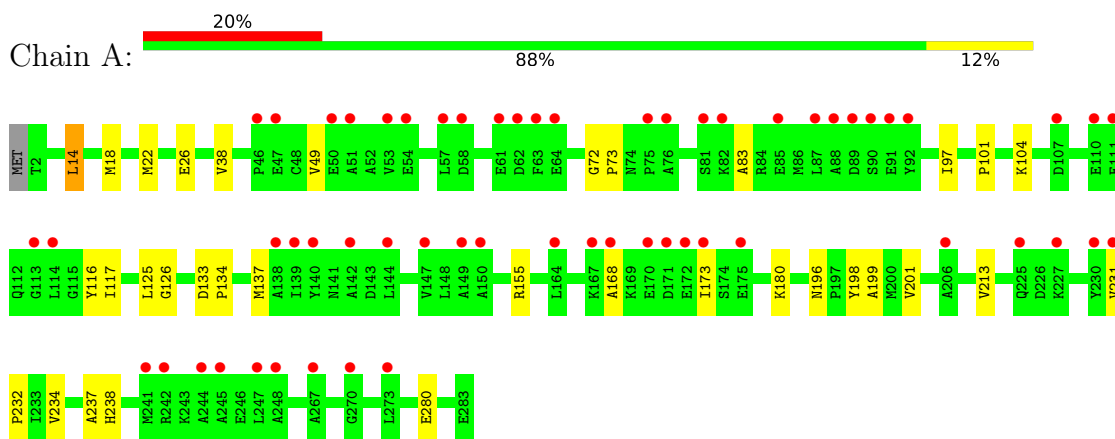 20%
Chain A:
88%
12%
MET T2 L14 M18 M22 E26 V38 P46 E47 C48 V49 E50 A51 A52 V53 E54 L57 D58 E61 D62 F63 E64 G72 P73 N74 P75 A76 S81 K82 A83 R84 E85 M86 L87 A88 D89 S90 E91 Y92 I97 P101 K104 D107 E110
Q112 G113 L114 G115 Y116 I117 L125 G126 D133 P134 M137 A138 I139 Y140 N141 A142 D143 L144 V147 L148 A149 A150 R155 L164 K167 A168 K169 E170 D171 E172 I173 S174 E175 K180 N196 P197 Y198 A199 M200 V201 A206 V213 Q225 D226 K227 Y230 V231
P232 I233 V234 A237 H238 M241 R242 K243 A244 A245 E246 L247 A248 A267 G270 L273 E280 E283